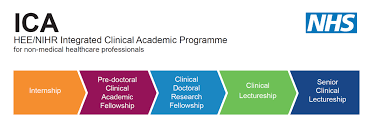 ICA
NHS
HEE/NIHR Integrated Clinical Academic Programme
for non-medical healthcare professionals
Internship
Pre-doctoral
Clinical
Academic
Fellowship
Clinical
Doctoral
Research
Fellowship
Clinical
Lectureship
Senior
Clinical
Lectureship